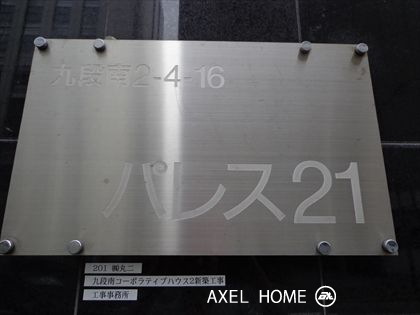 九段南2-4-16
パレス21
201 ㈱丸二
九段南コーポラティブハウス2新築工事
工事事務所
AXEL HOME